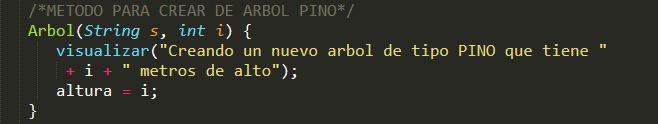 /*METODO PARA CREAR DE ARBOL PINO*/
Arbol(String s, int i) {
visualizar("Creando un nuevo arbol de tipo PINO que tiene "
+ i + " metros de alto");
altura = i;
}